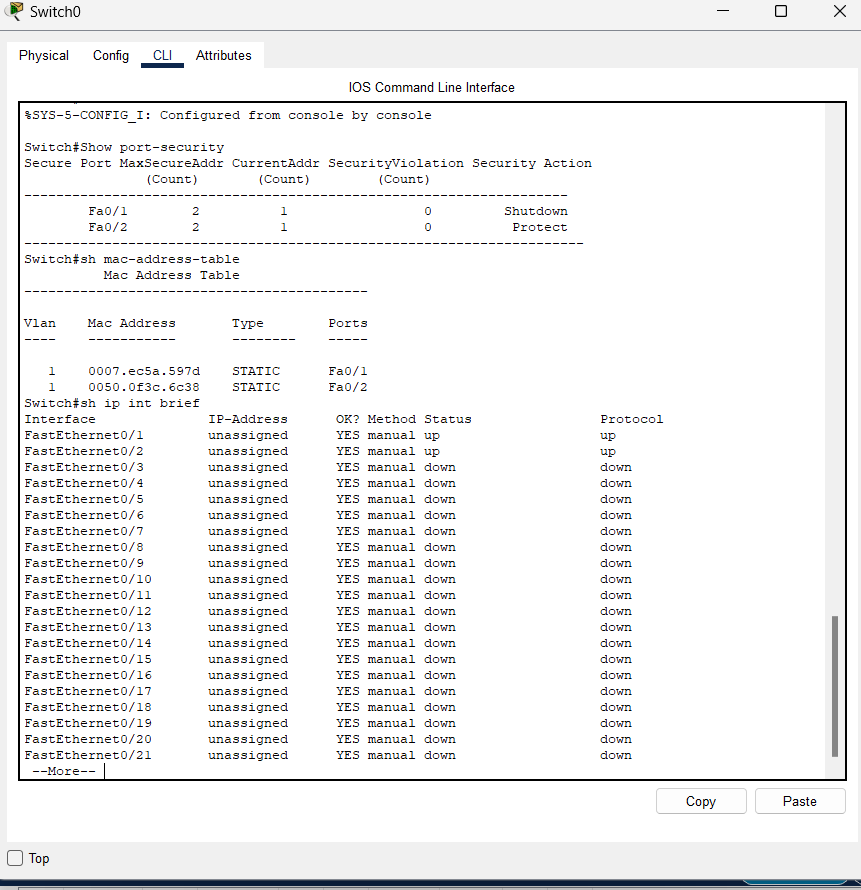 Switch0
Physical Config CLI Attributes
IOS Command Line Interface
%SYS-5-CONFIG_I: Configured from console by console
Switch#Show port-security
Secure Port MaxSecureAddr CurrentAddr SecurityViolation Security Action
(Count) (Count) (Count)
--------------------------------------------------------------------
Fa0/1 2 1 0 Shutdown
Fa0/2 2 1 0 Protect
----------------------------------------------------------------------
Switch#sh mac-address-table
Mac Address Table
-------------------------------------------
Vlan Mac Address Type Ports
---- ----------- -------- -----
1 0007.ec5a.597d STATIC Fa0/1
1 0050.0f3c.6c38 STATIC Fa0/2
Switch#sh ip int brief
Interface IP-Address OK? Method Status Protocol
FastEthernet0/1 unassigned YES manual up up
FastEthernet0/2 unassigned YES manual up up
FastEthernet0/3 unassigned YES manual down down
FastEthernet0/4 unassigned YES manual down down
FastEthernet0/5 unassigned YES manual down down
FastEthernet0/6 unassigned YES manual down down
FastEthernet0/7 unassigned YES manual down down
FastEthernet0/8 unassigned YES manual down down
FastEthernet0/9 unassigned YES manual down down
FastEthernet0/10 unassigned YES manual down down
FastEthernet0/11 unassigned YES manual down down
FastEthernet0/12 unassigned YES manual down down
FastEthernet0/13 unassigned YES manual down down
FastEthernet0/14 unassigned YES manual down down
FastEthernet0/15 unassigned YES manual down down
FastEthernet0/16 unassigned YES manual down down
FastEthernet0/17 unassigned YES manual down down
FastEthernet0/18 unassigned YES manual down down
FastEthernet0/19 unassigned YES manual down down
FastEthernet0/20 unassigned YES manual down down
FastEthernet0/21 unassigned YES manual down down
--More--
Copy Paste
Top